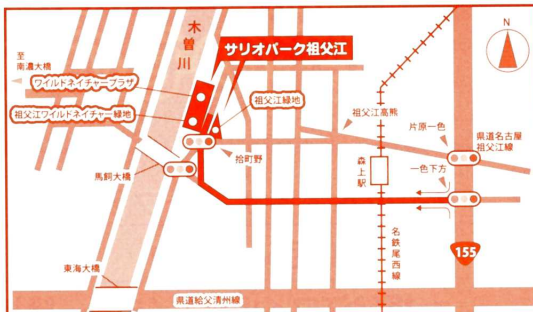 木曽川
サリオパーク祖父江
N
至
南濃大橋
ワイルドネイチャープラザ
祖父江ワイルドネイチャー緑地
祖父江緑地
祖父江高熊
片原一色
県道名古屋
祖父江線
拾町野
森上駅
一色下方
馬飼大橋
名鉄尾西線
155
東海大橋
県道給父清州線